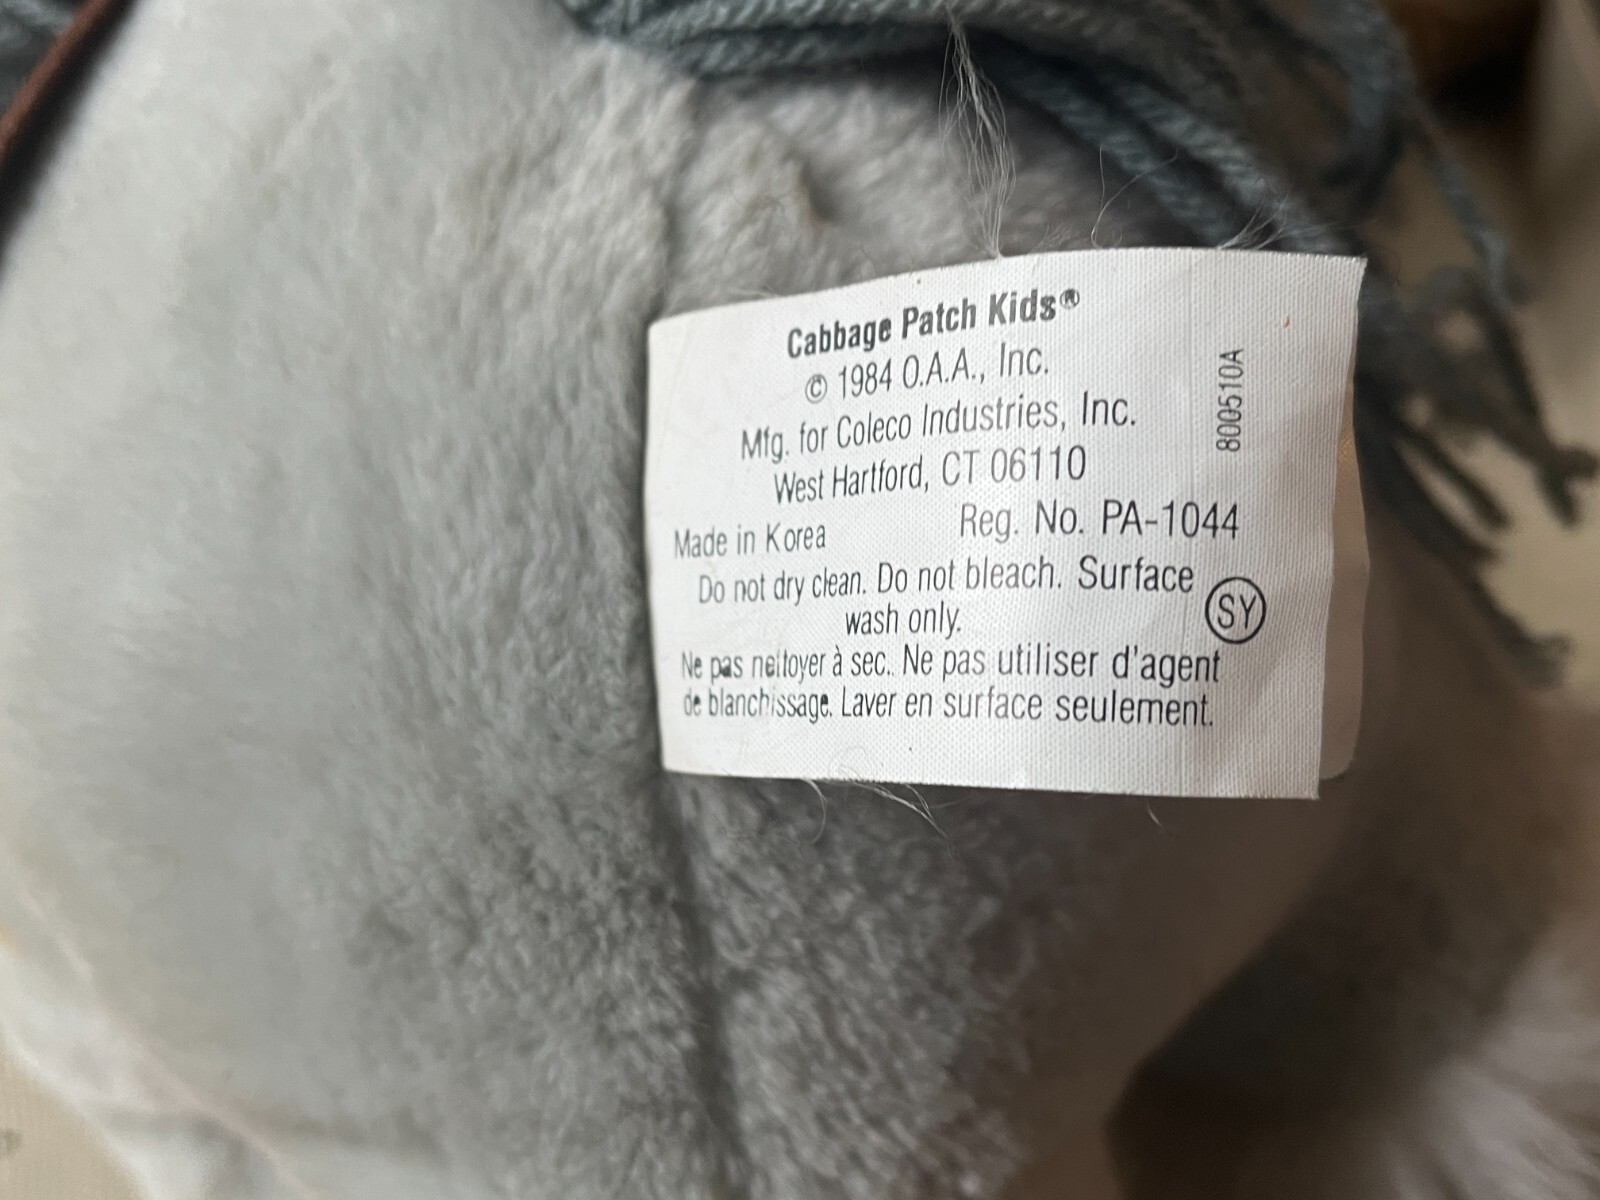 Cabbage Patch Kids®
© 1984 O.A.A., Inc.
Mfg. for Coleco Industries, Inc.
West Hartford, CT 06110
Made in Korea Reg. No. PA-1044
Do not dry clean. Do not bleach. Surface
wash only.
SY
Ne pas nettoyer à sec. Ne pas utiliser d'agent
de blanchissage. Laver en surface seulement.
800510A